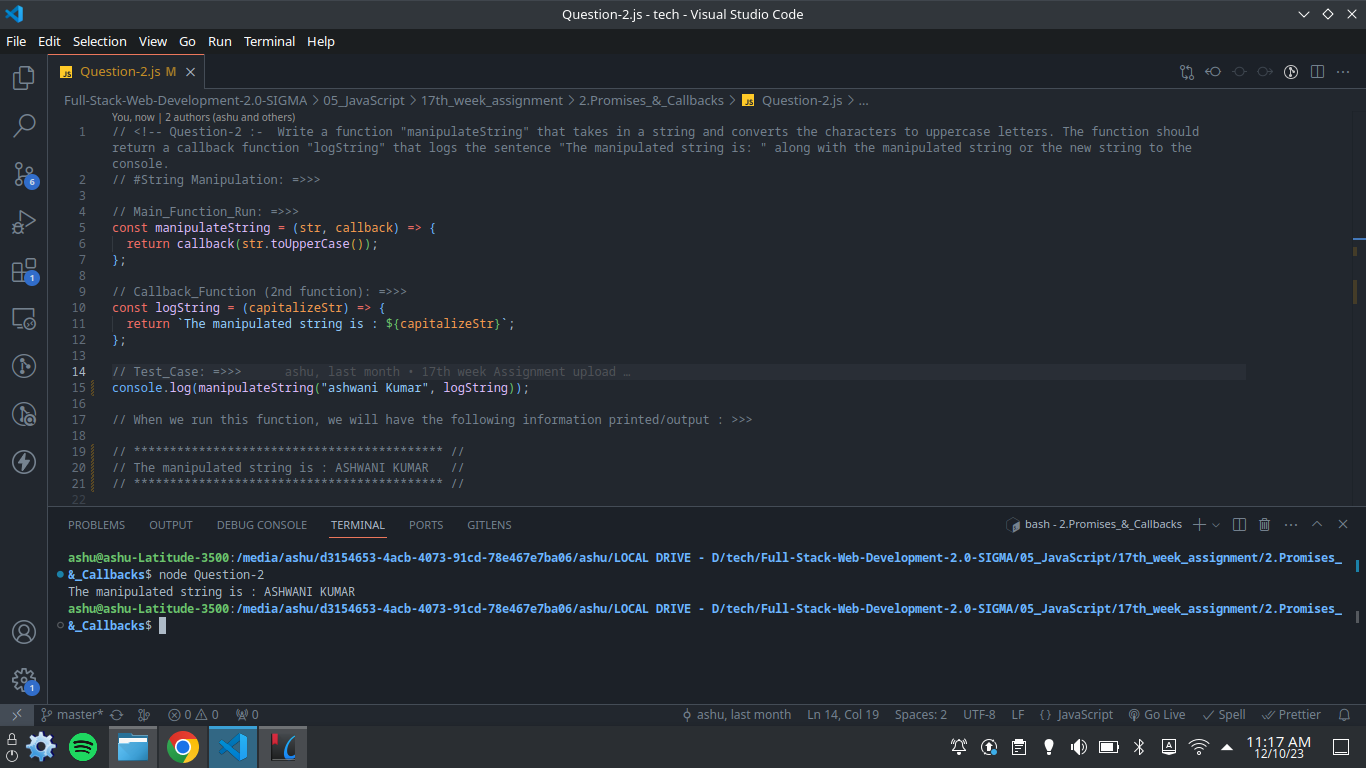 Question-2.js - tech - Visual Studio Code
File Edit Selection View Go Run Terminal Help
JS Question-2.js M
Full-Stack-Web-Development-2.0-SIGMA > 05_JavaScript > 17th_week_assignment > 2.Promises_&_Callbacks > JS Question-2.js > ...
You, now | 2 authors (ashu and others)
1 // <!-- Question-2 :-  Write a function "manipulateString" that takes in a string and converts the characters to uppercase letters. The function should
return a callback function "logString" that logs the sentence "The manipulated string is: " along with the manipulated string or the new string to the
console.
2 // #String Manipulation: =>>>
3
4 // Main_Function_Run: =>>>
5 const manipulateString = (str, callback) => {
6   return callback(str.toUpperCase());
7 };
8
9 // Callback_Function (2nd function): =>>>
10 const logString = (capitalizeStr) => {
11   return `The manipulated string is : ${capitalizeStr}`;
12 };
13
14 // Test_Case: =>>>      ashu, last month • 17th week Assignment upload …
15 console.log(manipulateString("ashwani Kumar", logString));
16
17 // When we run this function, we will have the following information printed/output : >>>
18
19 // ******************************************* //
20 // The manipulated string is : ASHWANI KUMAR   //
21 // ******************************************* //
22
PROBLEMS OUTPUT DEBUG CONSOLE TERMINAL PORTS GITLENS
bash - 2.Promises_&_Callbacks
ashu@ashu-Latitude-3500:/media/ashu/d3154653-4acb-4073-91cd-78e467e7ba06/ashu/LOCAL DRIVE - D/tech/Full-Stack-Web-Development-2.0-SIGMA/05_JavaScript/17th_week_assignment/2.Promises_
&_Callbacks$ node Question-2
The manipulated string is : ASHWANI KUMAR
ashu@ashu-Latitude-3500:/media/ashu/d3154653-4acb-4073-91cd-78e467e7ba06/ashu/LOCAL DRIVE - D/tech/Full-Stack-Web-Development-2.0-SIGMA/05_JavaScript/17th_week_assignment/2.Promises_
&_Callbacks$
6
1
1
master* 0 0 0 ashu, last month Ln 14, Col 19 Spaces: 2 UTF-8 LF {} JavaScript Go Live Spell Prettier
A
11:17 AM
12/10/23